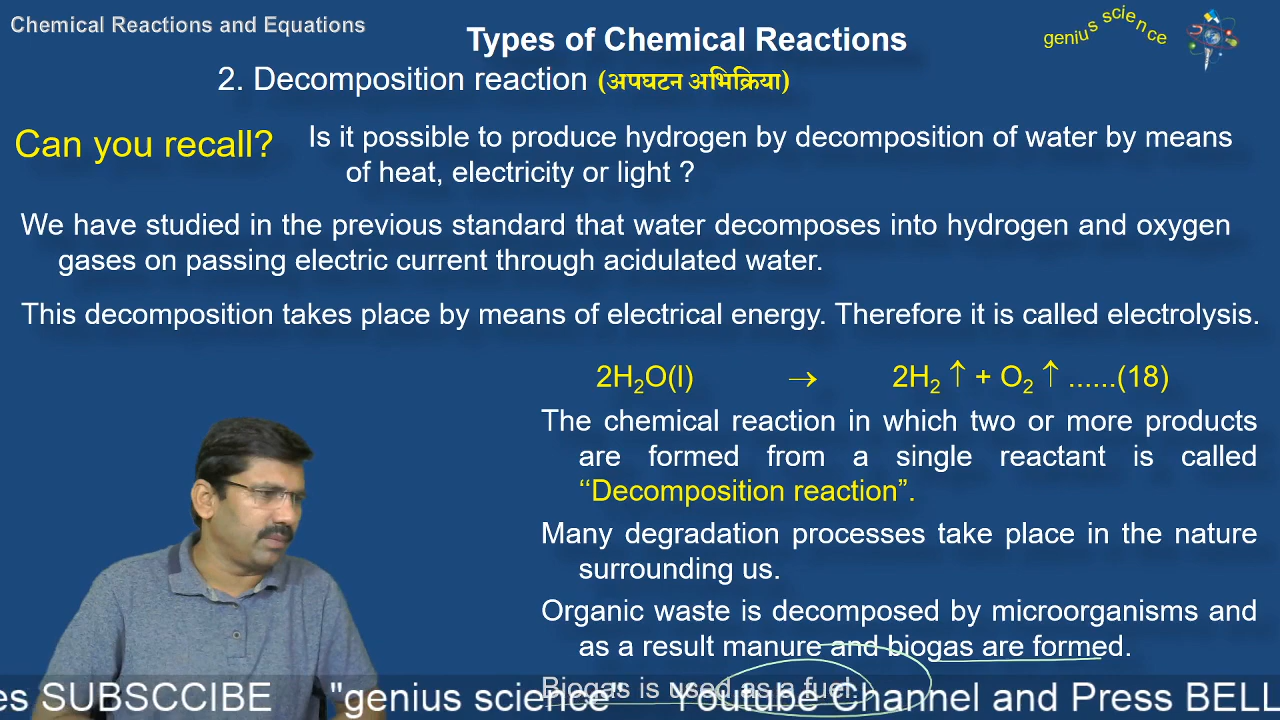 Chemical Reactions and Equations
genius science
Types of Chemical Reactions
2. Decomposition reaction (अपघटन अभिक्रिया)
Can you recall?
Is it possible to produce hydrogen by decomposition of water by means
of heat, electricity or light ?
We have studied in the previous standard that water decomposes into hydrogen and oxygen
gases on passing electric current through acidulated water.
This decomposition takes place by means of electrical energy. Therefore it is called electrolysis.
2H₂O(l) → 2H₂ ↑ + O₂ ↑ ......(18)
The chemical reaction in which two or more products
are formed from a single reactant is called
‘‘Decomposition reaction”.
Many degradation processes take place in the nature
surrounding us.
Organic waste is decomposed by microorganisms and
as a result manure and biogas are formed.
Biogas is used as a fuel.
es SUBSCCIBE "genius science" Youtube Channel and Press BELL